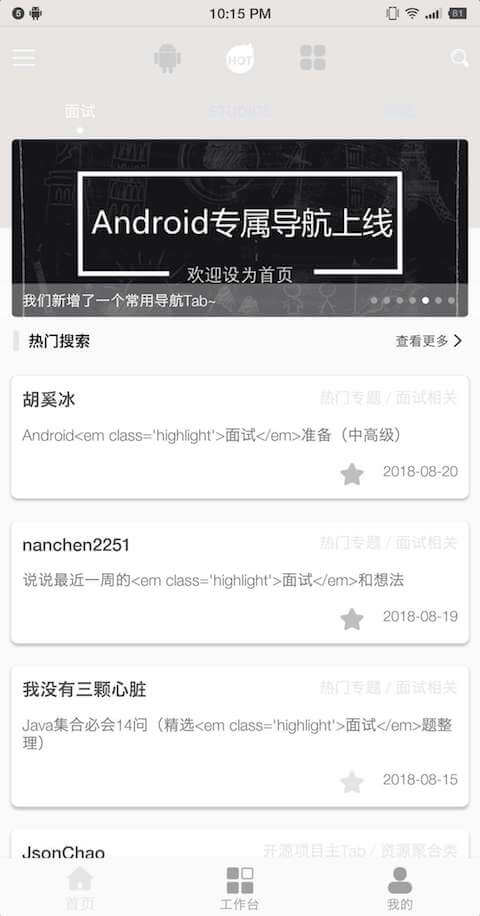 5
10:15 PM
81
HOT
面试
STUDIO3
Android专属导航上线
欢迎设为首页
我们新增了一个常用导航Tab~
热门搜索
查看更多
胡奚冰
热门专题 / 面试相关
Android<em class='highlight'>面试</em>准备（中高级）
2018-08-20
nanchen2251
热门专题 / 面试相关
说说最近一周的<em class='highlight'>面试</em>和想法
2018-08-19
我没有三颗心脏
热门专题 / 面试相关
Java集合必会14问（精选<em class='highlight'>面试</em>题整
理）
2018-08-15
JsonChao
开源项目主Tab / 资源聚合类
首页
工作台
我的